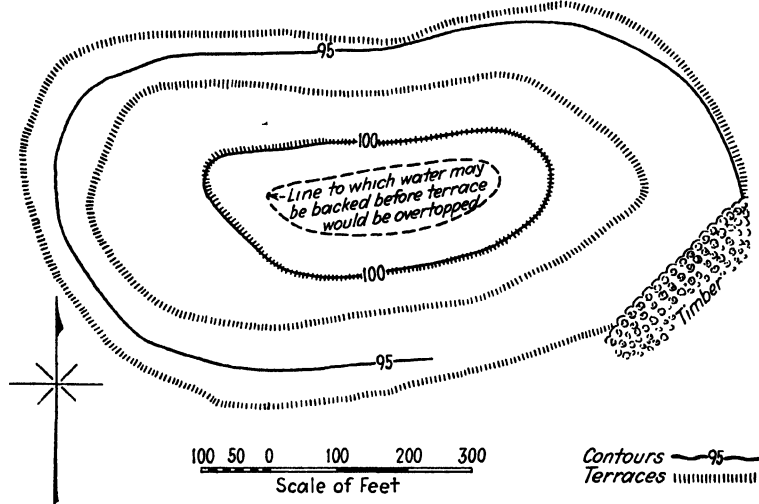 95
100
Line to which water may
be backed before terrace
would be overtopped
100
Timber
95
100 50 0 100 200 300
Scale of Feet
Contours 95
Terraces